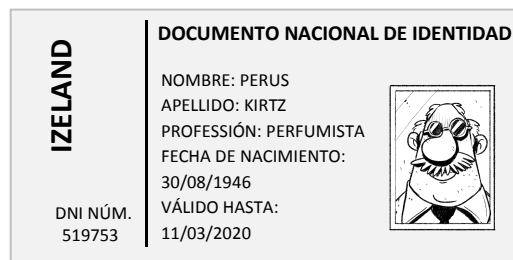 IZELAND
DNI NÚM.
519753
DOCUMENTO NACIONAL DE IDENTIDAD
NOMBRE: PERUS
APELLIDO: KIRTZ
PROFESSIÓN: PERFUMISTA
FECHA DE NACIMIENTO:
30/08/1946
VÁLIDO HASTA:
11/03/2020